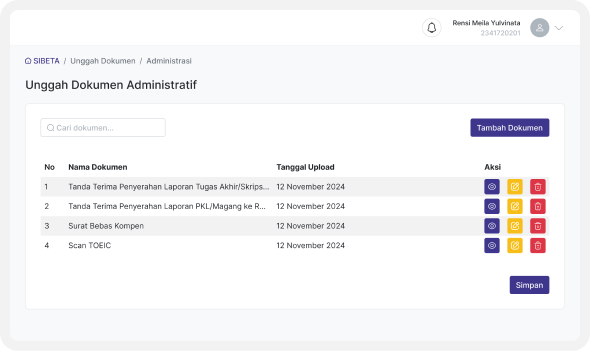 Rensi Meila Yulvinata
2341720201
SIBETA / Unggah Dokumen / Administrasi
Unggah Dokumen Administratif
Cari dokumen...
Tambah Dokumen
No Nama Dokumen Tanggal Upload Aksi
1 Tanda Terima Penyerahan Laporan Tugas Akhir/Skrips... 12 November 2024
2 Tanda Terima Penyerahan Laporan PKL/Magang ke R... 12 November 2024
3 Surat Bebas Kompen 12 November 2024
4 Scan TOEIC 12 November 2024
Simpan